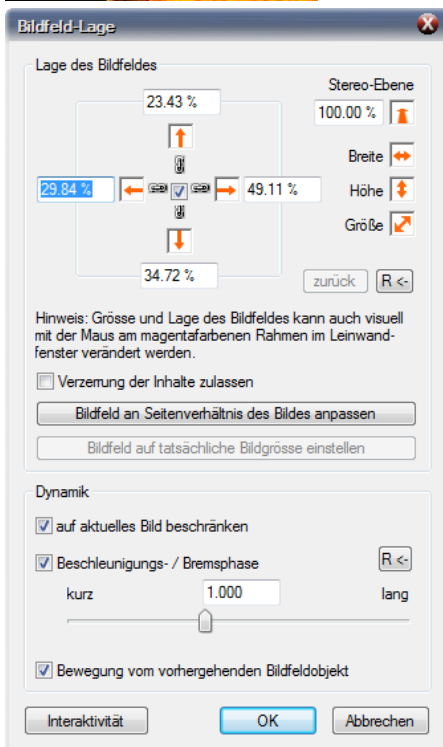 Bildfeld-Lage
Lage des Bildfeldes
Stereo-Ebene
23.43 %
100.00 %
Breite
29.84 %
49.11 %
Höhe
Größe
34.72 %
zurück
R <-
Hinweis: Grösse und Lage des Bildfeldes kann auch visuell
mit der Maus am magentafarbenen Rahmen im Leinwand-
fenster verändert werden.
Verzerrung der Inhalte zulassen
Bildfeld an Seitenverhältnis des Bildes anpassen
Bildfeld auf tatsächliche Bildgrösse einstellen
Dynamik
auf aktuelles Bild beschränken
Beschleunigungs- / Bremsphase
R <-
kurz
1.000
lang
Bewegung vom vorhergehenden Bildfeldobjekt
Interaktivität
OK
Abbrechen